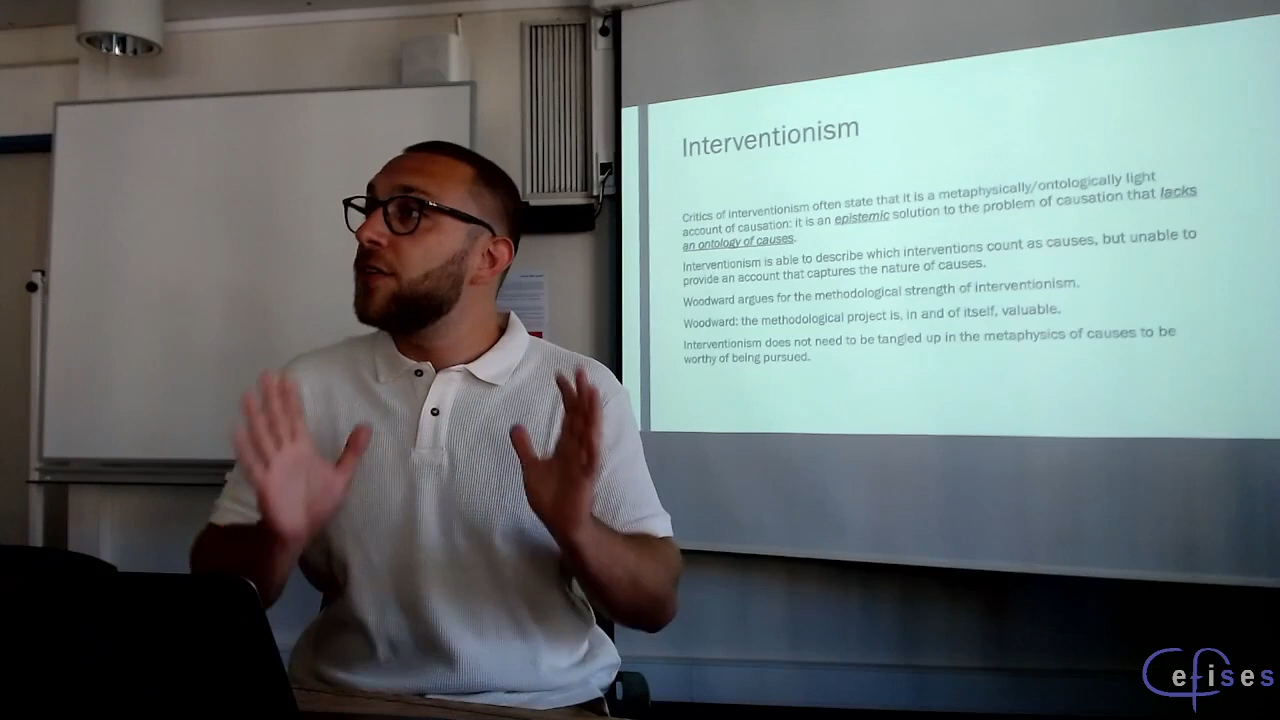 Interventionism
Critics of interventionism often state that it is a metaphysically/ontologically light
account of causation: it is an epistemic solution to the problem of causation that lacks
an ontology of causes.
Interventionism is able to describe which interventions count as causes, but unable to
provide an account that captures the nature of causes.
Woodward argues for the methodological strength of interventionism.
Woodward: the methodological project is, in and of itself, valuable.
Interventionism does not need to be tangled up in the metaphysics of causes to be
worthy of being pursued.
Cefises